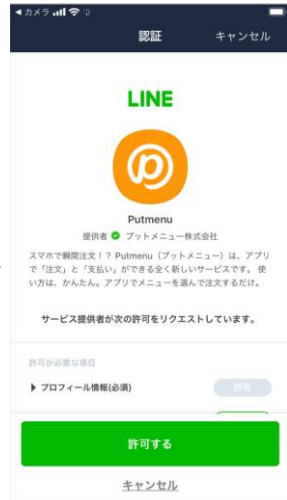 カメラ
認証
キャンセル
LINE
Putmenu
提供者 プットメニュー株式会社
スマホで瞬間注文！？ Putmenu（プットメニュー）は、アプリ
で「注文」と「支払い」ができる全く新しいサービスです。 使
い方は、かんたん。アプリでメニューを選んで注文するだけ。
サービス提供者が次の許可をリクエストしています。
許可が必要な項目
プロフィール情報(必須) 許可
許可する
キャンセル